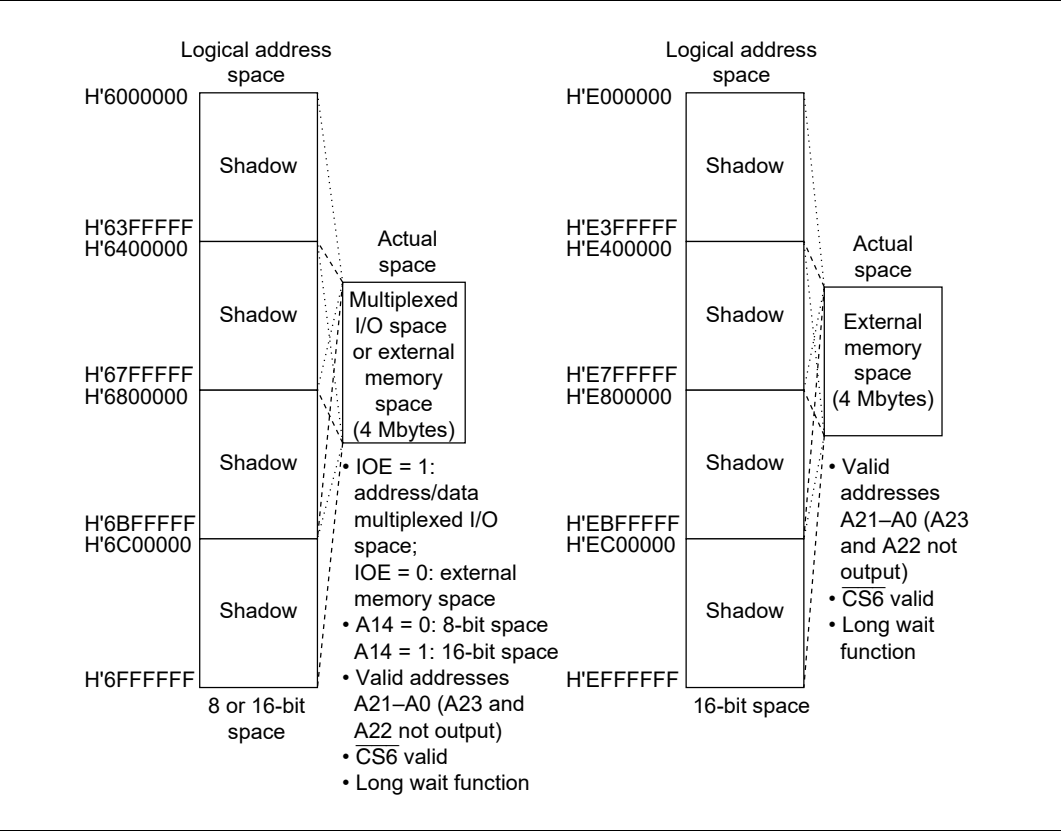 Logical address
space
H'6000000
Shadow
H'63FFFFF
H'6400000
Shadow
H'67FFFFF
H'6800000
Shadow
H'6BFFFFF
H'6C00000
Shadow
H'6FFFFFF
8 or 16-bit
space
Actual
space
Multiplexed
I/O space
or external
memory
space
(4 Mbytes)
• IOE = 1:
address/data
multiplexed I/O
space;
IOE = 0: external
memory space
• A14 = 0: 8-bit space
A14 = 1: 16-bit space
• Valid addresses
A21–A0 (A23 and
A22 not output)
• C̅S̅6̅ valid
• Long wait function
Logical address
space
H'E000000
Shadow
H'E3FFFFF
H'E400000
Shadow
H'E7FFFFF
H'E800000
Shadow
H'EBFFFFF
H'EC00000
Shadow
H'EFFFFFF
16-bit space
Actual
space
External
memory
space
(4 Mbytes)
• Valid
addresses
A21–A0 (A23
and A22 not
output)
• C̅S̅6̅ valid
• Long wait
function